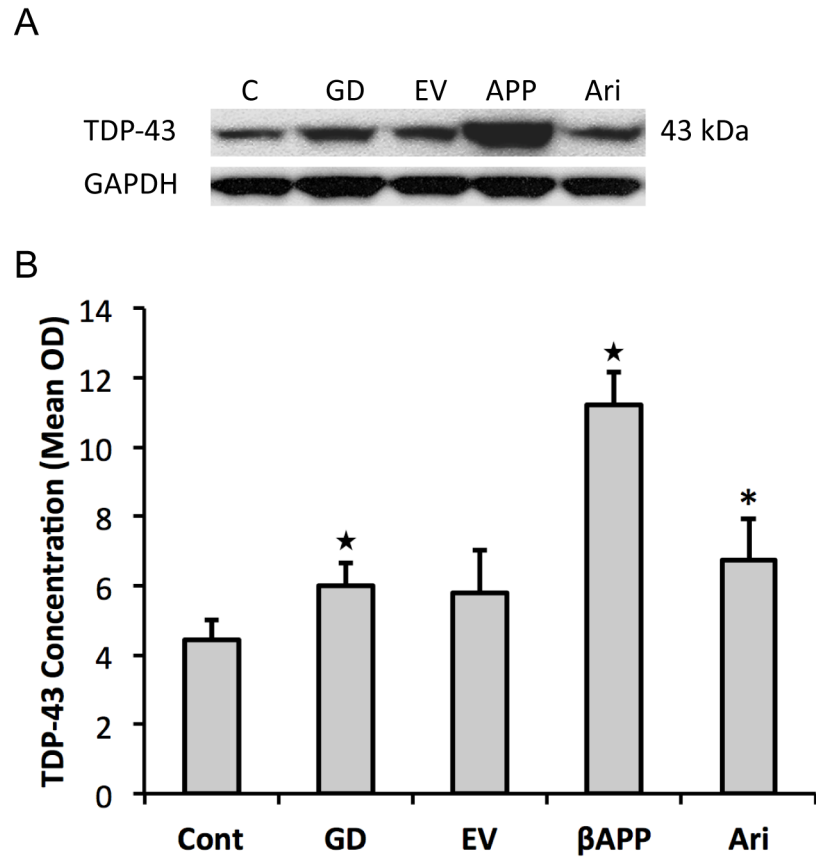 A
C GD EV APP Ari
TDP-43 43 kDa
GAPDH
B
TDP-43 Concentration (Mean OD)
14
12
10
8
6
4
2
0
★
★
*
Cont GD EV βAPP Ari